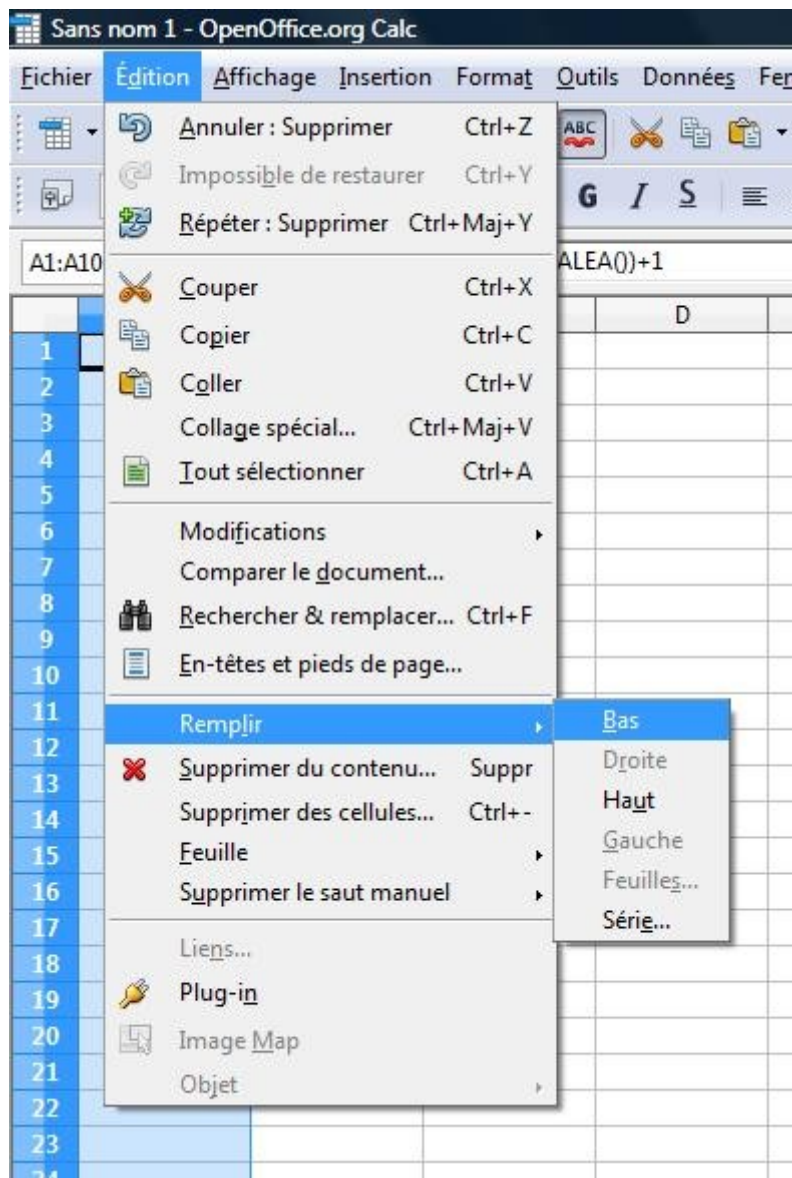 Sans nom 1 - OpenOffice.org Calc
Fichier Édition Affichage Insertion Format Outils Données
Annuler : Supprimer Ctrl+Z ABC
Impossible de restaurer Ctrl+Y
G I S
Répéter : Supprimer Ctrl+Maj+Y
A1:A10 ALEA())+1
Couper Ctrl+X
D
Copier Ctrl+C
1
Coller Ctrl+V
2
Collage spécial... Ctrl+Maj+V
3
Tout sélectionner Ctrl+A
4
5
Modifications
6
Comparer le document...
7
Rechercher & remplacer... Ctrl+F
8
9
En-têtes et pieds de page...
10
11
Remplir Bas
12
Supprimer du contenu... Suppr Droite
13
Supprimer des cellules... Ctrl+- Haut
14
Feuille Gauche
15
Supprimer le saut manuel Feuilles...
16
Série...
17
Liens...
18
Plug-in
19
Image Map
20
Objet
21
22
23
24